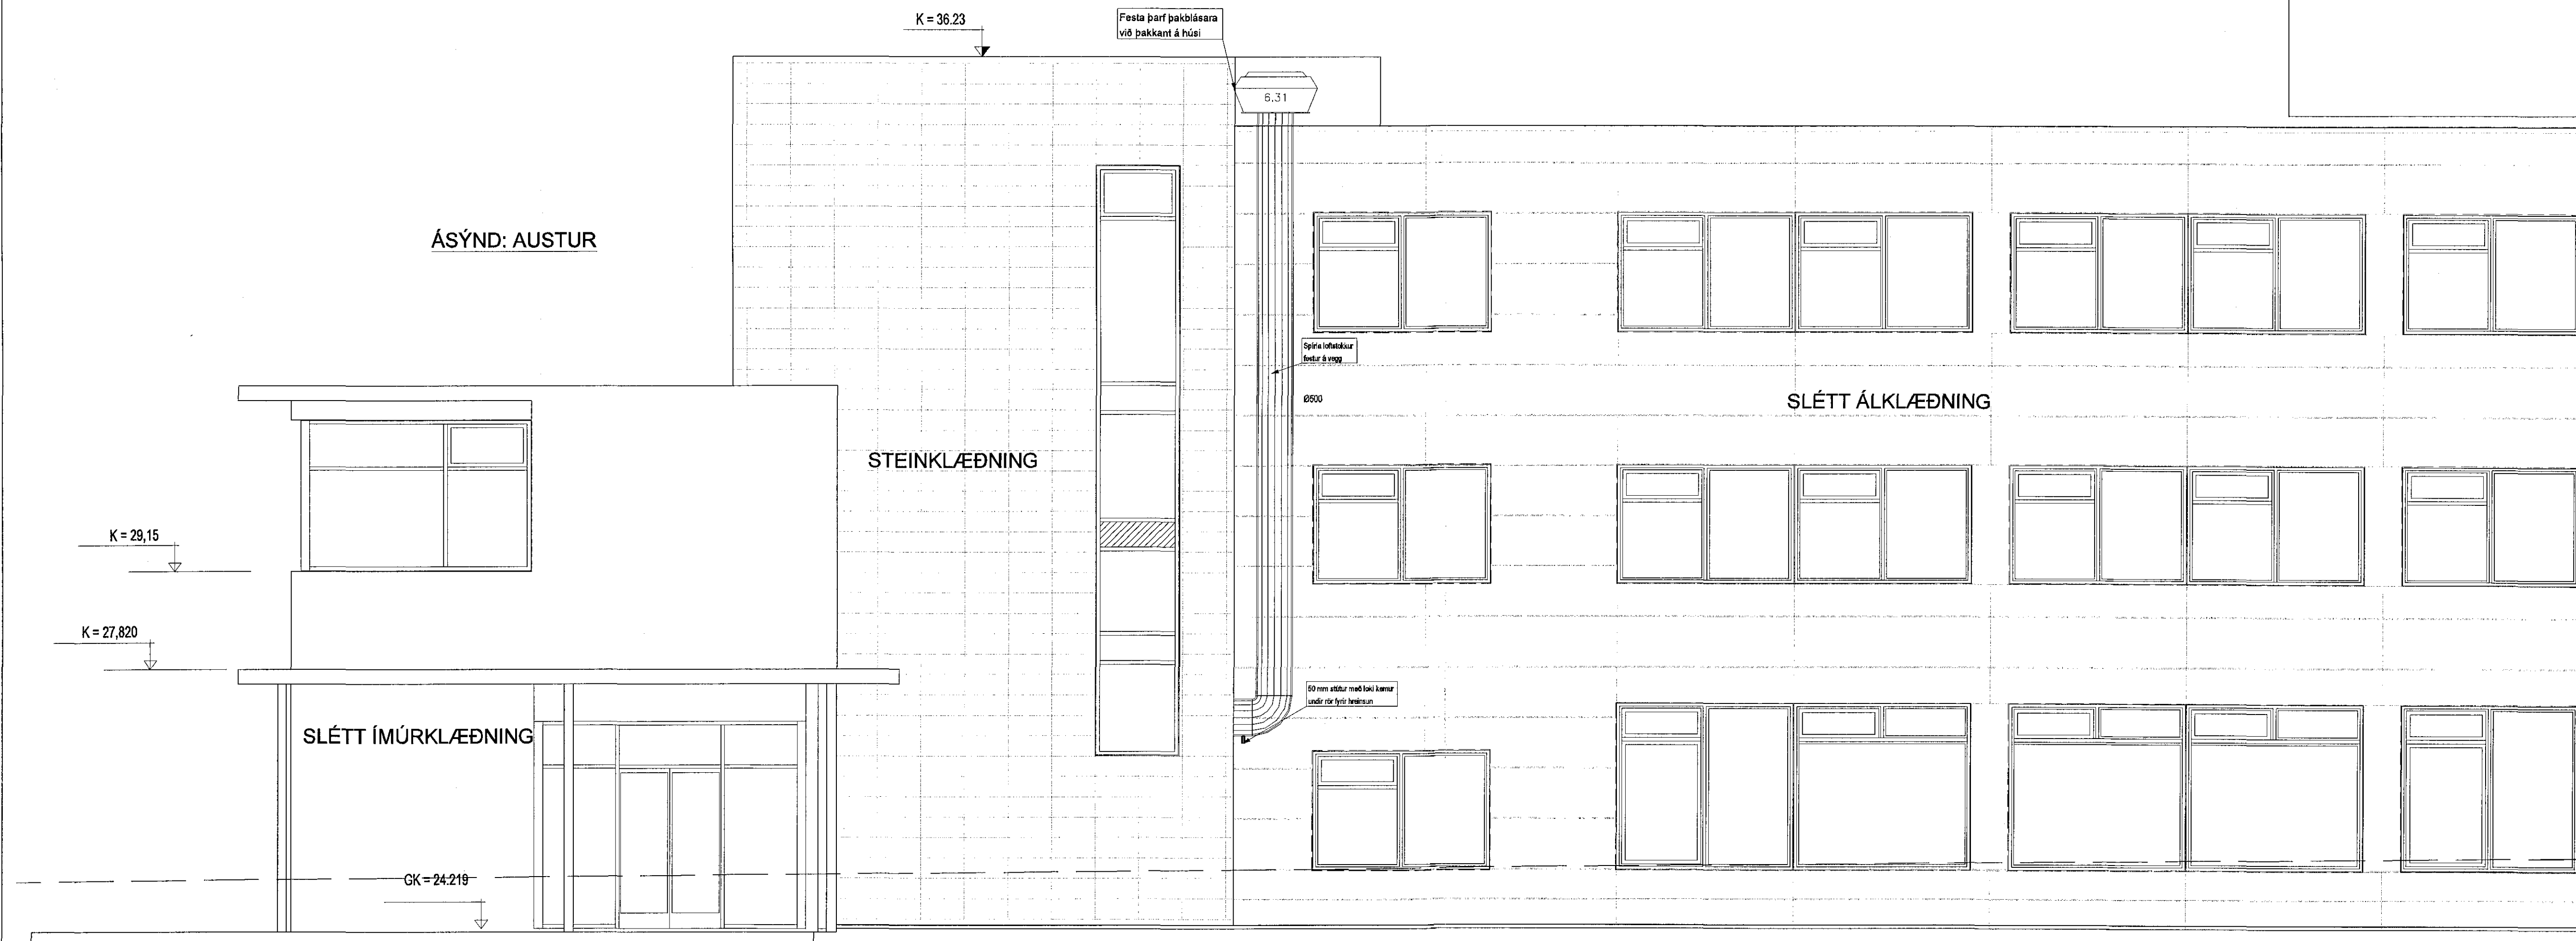 K = 36.23
Festa þarf þakblásara
við þakkant á húsi
6.31
ÁSÝND: AUSTUR
Spiria loftstokkur
festur á vegg
Ø500
SLÉTT ÁLKLÆÐNING
STEINKLÆÐNING
K = 29,15
K = 27,820
50 mm stútur með loki kemur
undir rör fyrir hreinsun
SLÉTT ÍMÚRKLÆÐNING
GK = 24.219